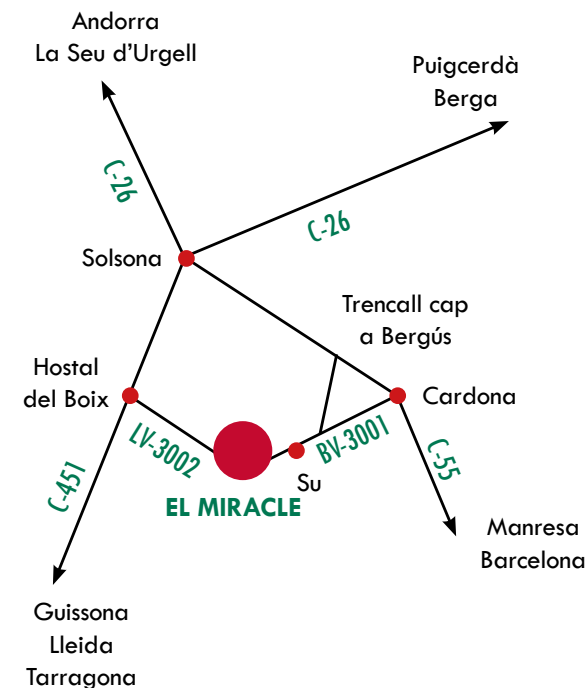 Andorra
La Seu d’Urgell
Puigcerdà
Berga
C-26
C-26
Solsona
Trencall cap
a Bergús
Hostal
del Boix
Cardona
LV-3002
BV-3001
C-451
C-55
Su
EL MIRACLE
Manresa
Barcelona
Guissona
Lleida
Tarragona